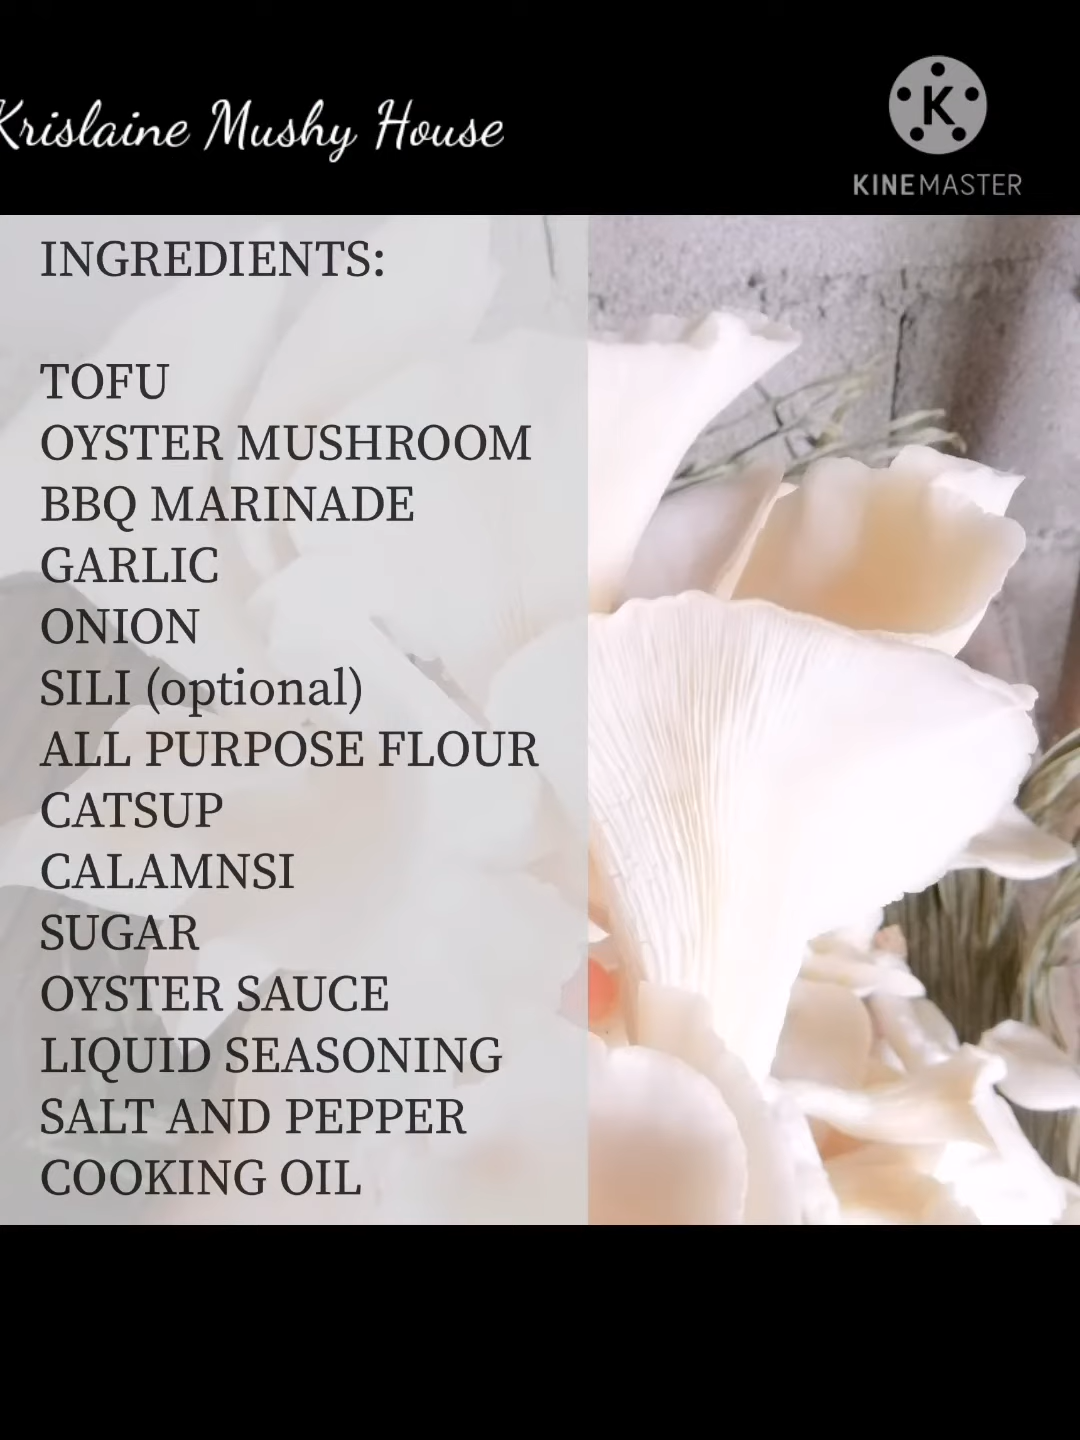 Krislaine Mushy House
K
KINEMASTER
INGREDIENTS:
TOFU
OYSTER MUSHROOM
BBQ MARINADE
GARLIC
ONION
SILI (optional)
ALL PURPOSE FLOUR
CATSUP
CALAMNSI
SUGAR
OYSTER SAUCE
LIQUID SEASONING
SALT AND PEPPER
COOKING OIL